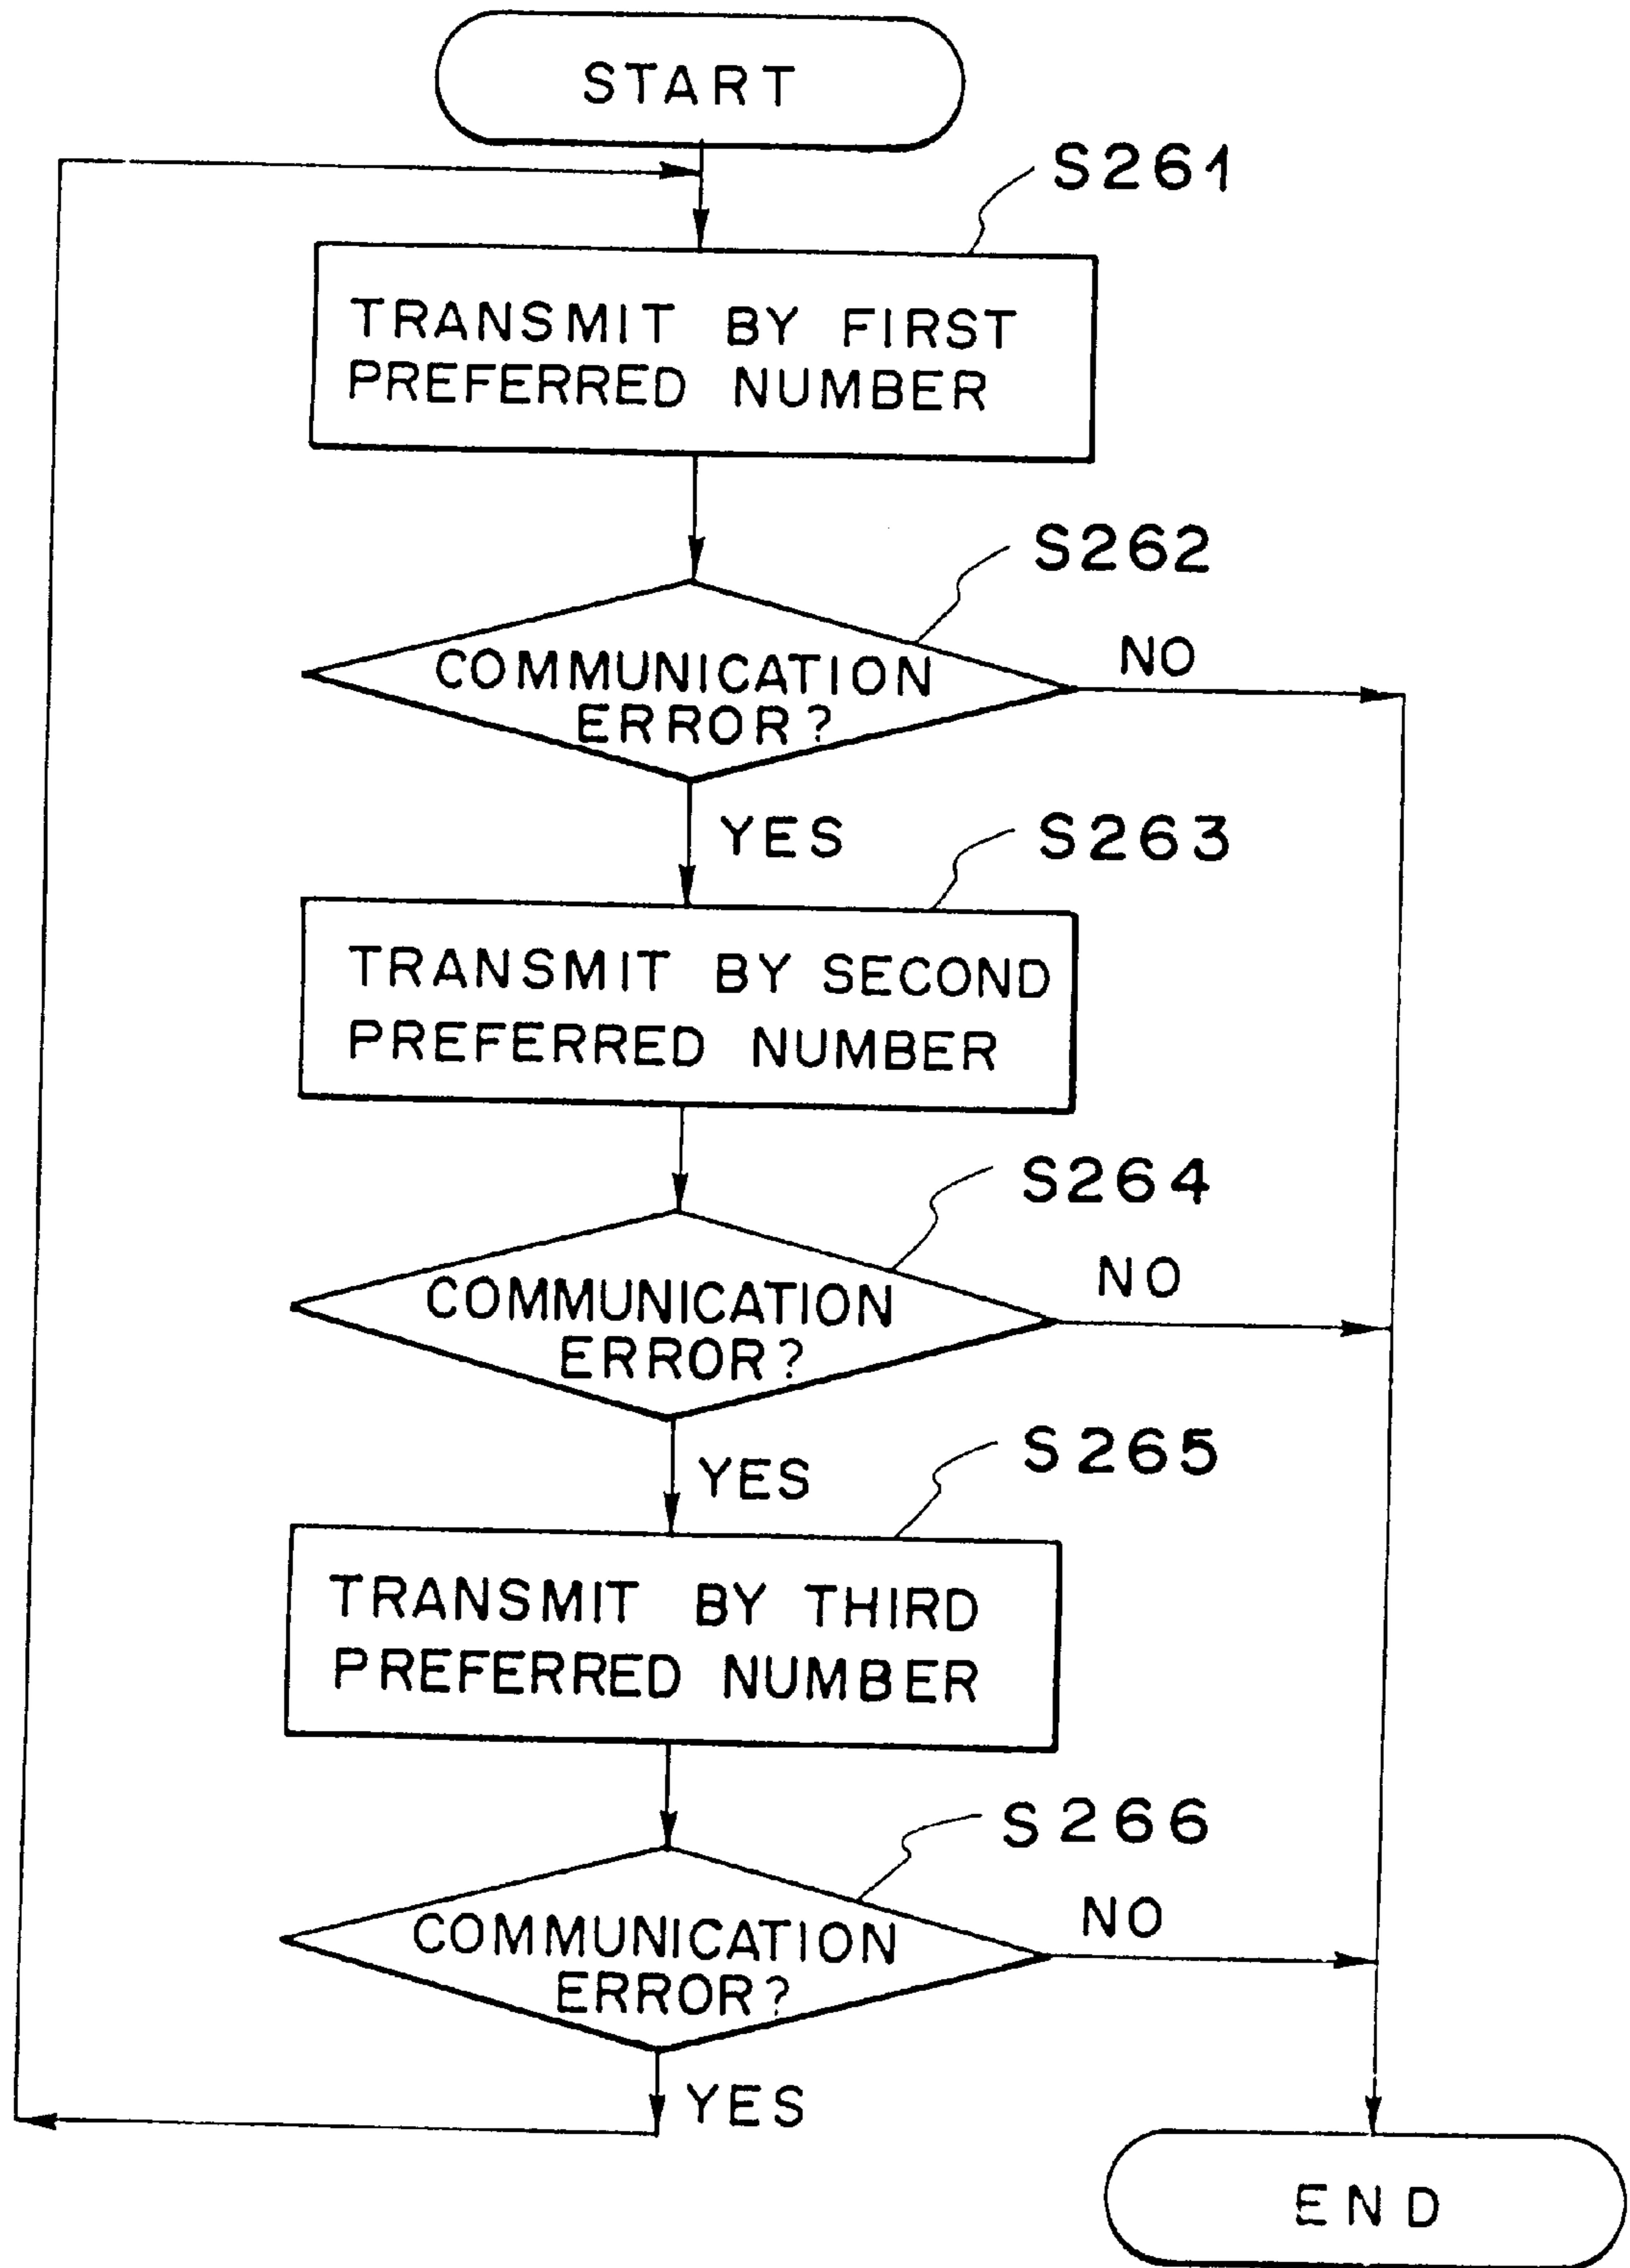 START
S261
TRANSMIT BY FIRST
PREFERRED NUMBER
S262
COMMUNICATION
ERROR?
NO
YES
S263
TRANSMIT BY SECOND
PREFERRED NUMBER
S264
COMMUNICATION
ERROR?
NO
YES
S265
TRANSMIT BY THIRD
PREFERRED NUMBER
S266
COMMUNICATION
ERROR?
NO
YES
END